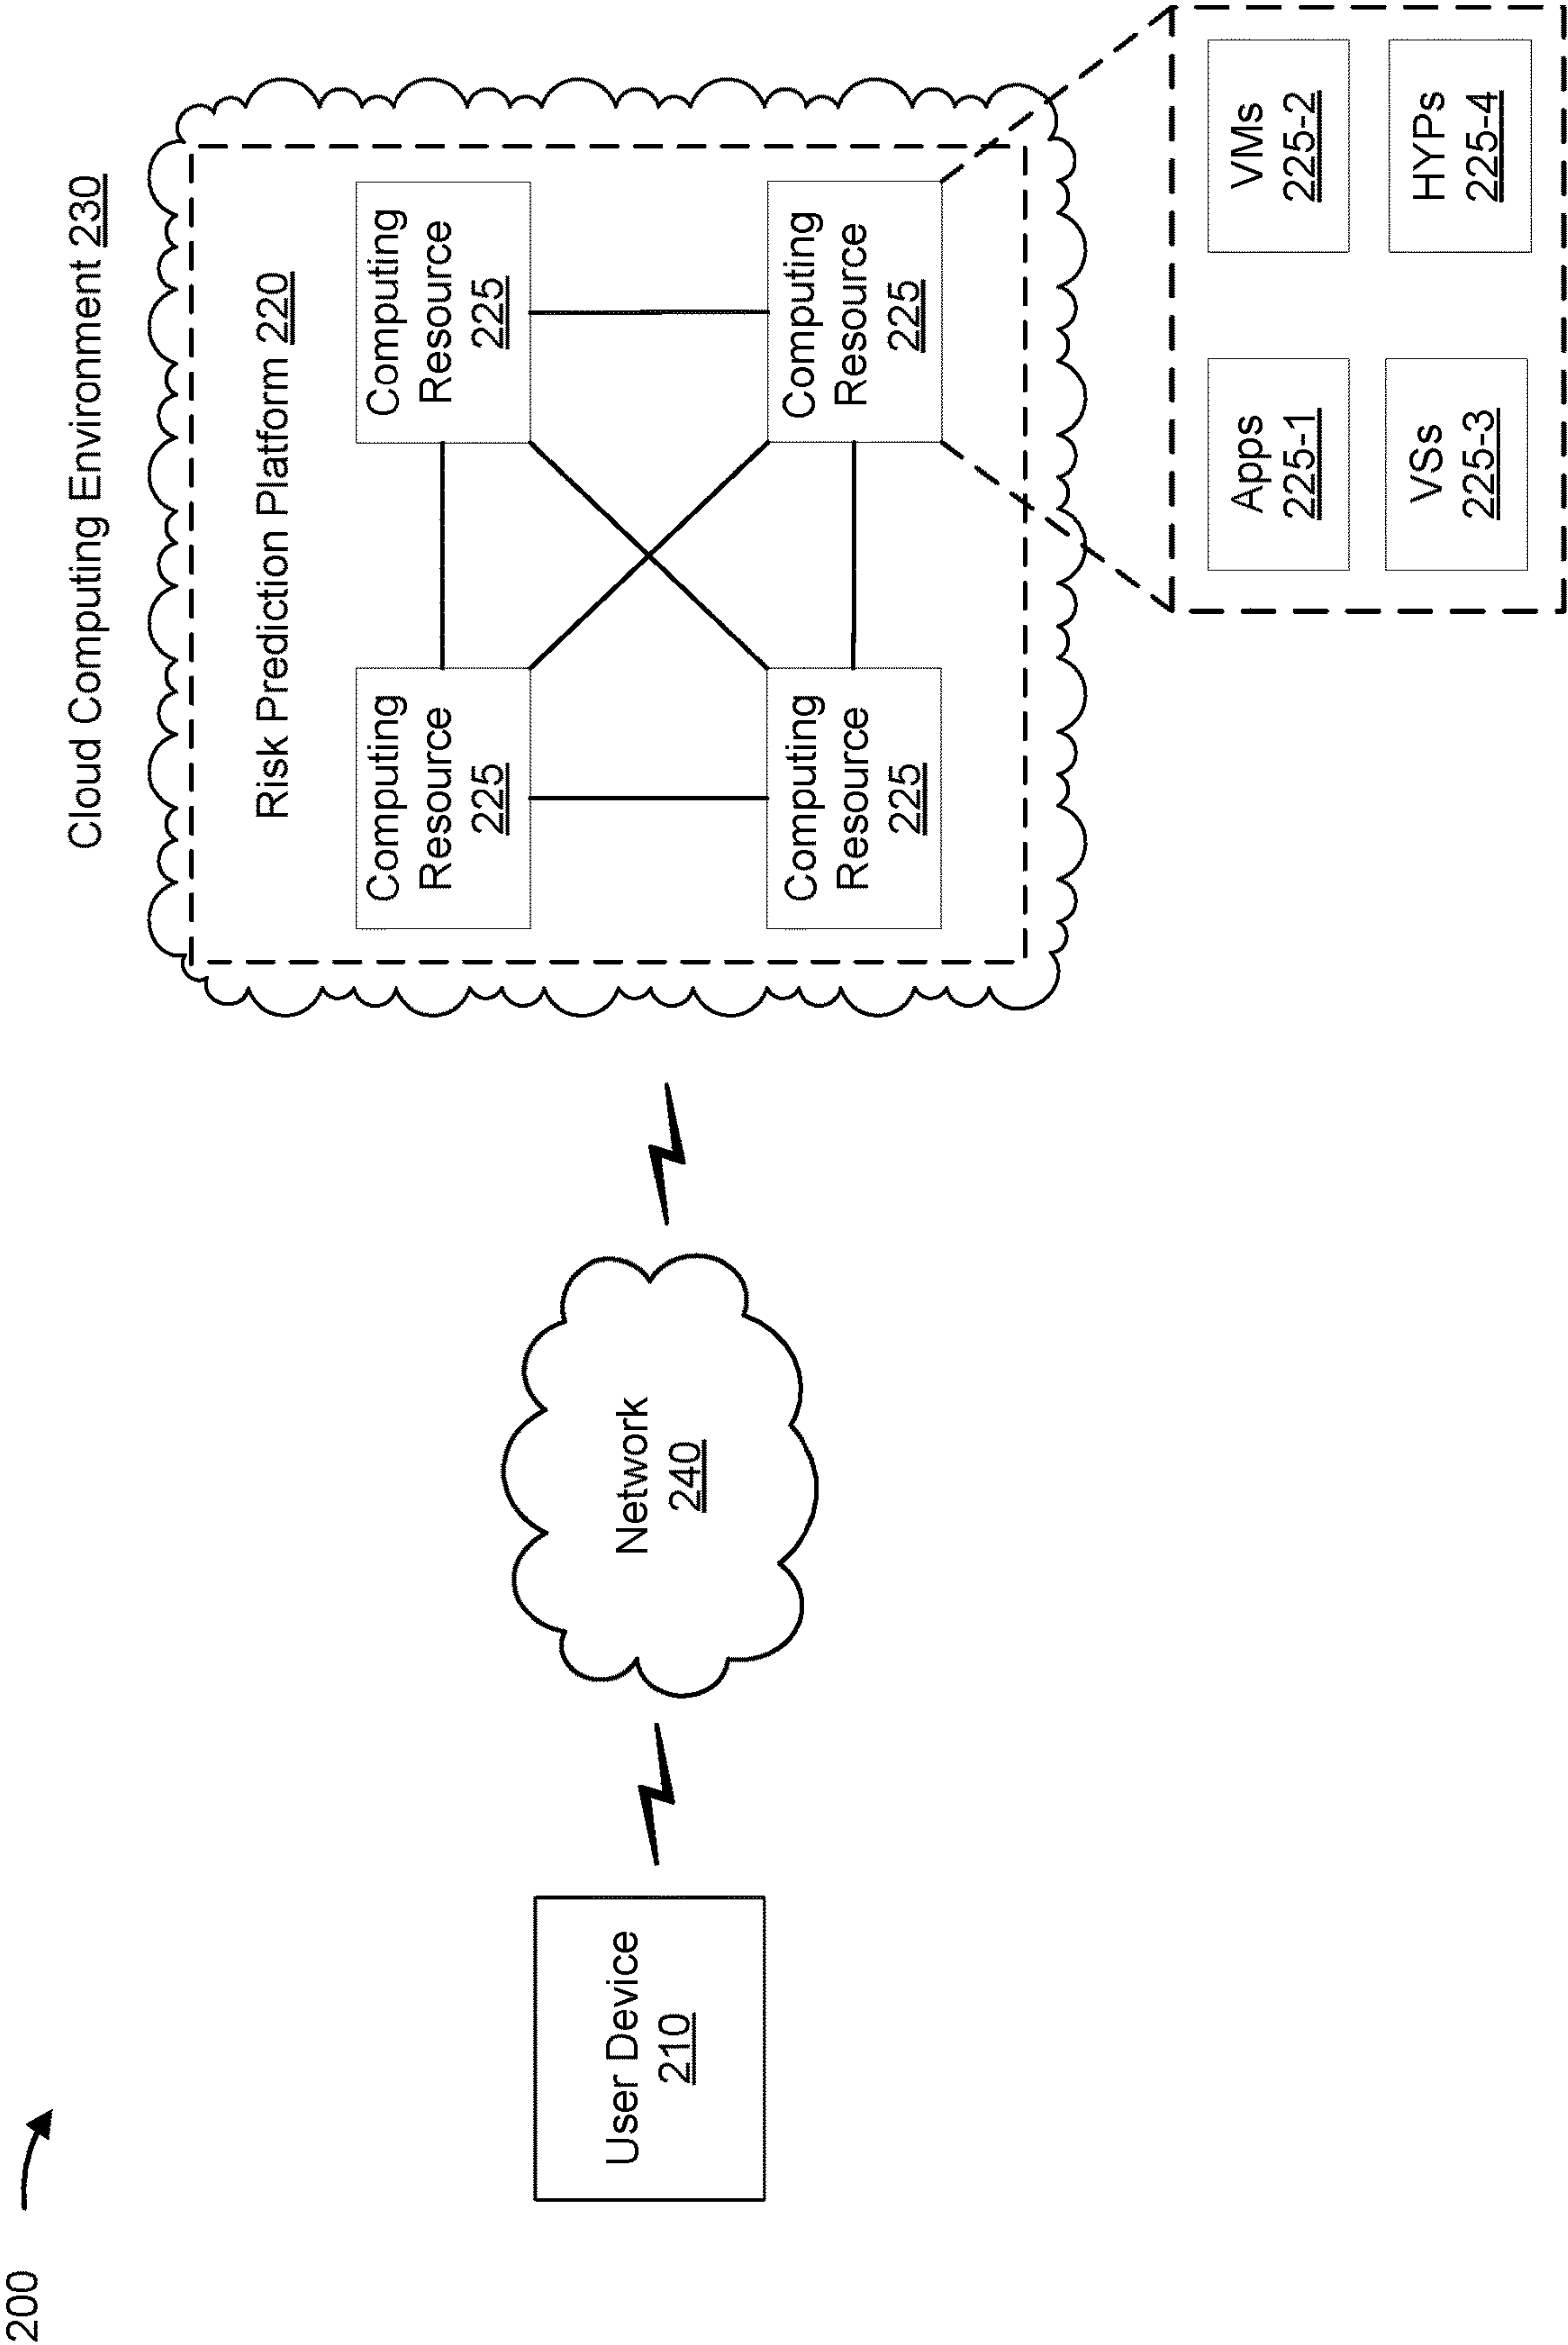 200
Cloud Computing Environment 230
Risk Prediction Platform 220
Computing
Resource
225
Computing
Resource
225
Computing
Resource
225
Computing
Resource
225
User Device
210
Network
240
Apps
225-1
VMs
225-2
VSs
225-3
HYPs
225-4